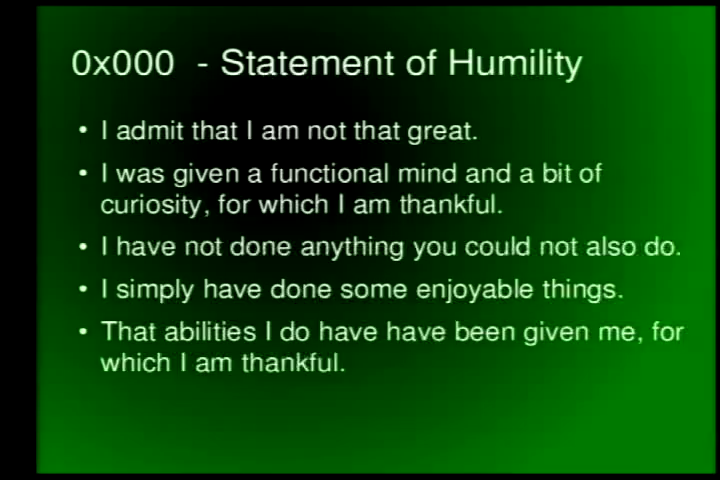 0x000 - Statement of Humility
• I admit that I am not that great.
• I was given a functional mind and a bit of
curiosity, for which I am thankful.
• I have not done anything you could not also do.
• I simply have done some enjoyable things.
• That abilities I do have have been given me, for
which I am thankful.